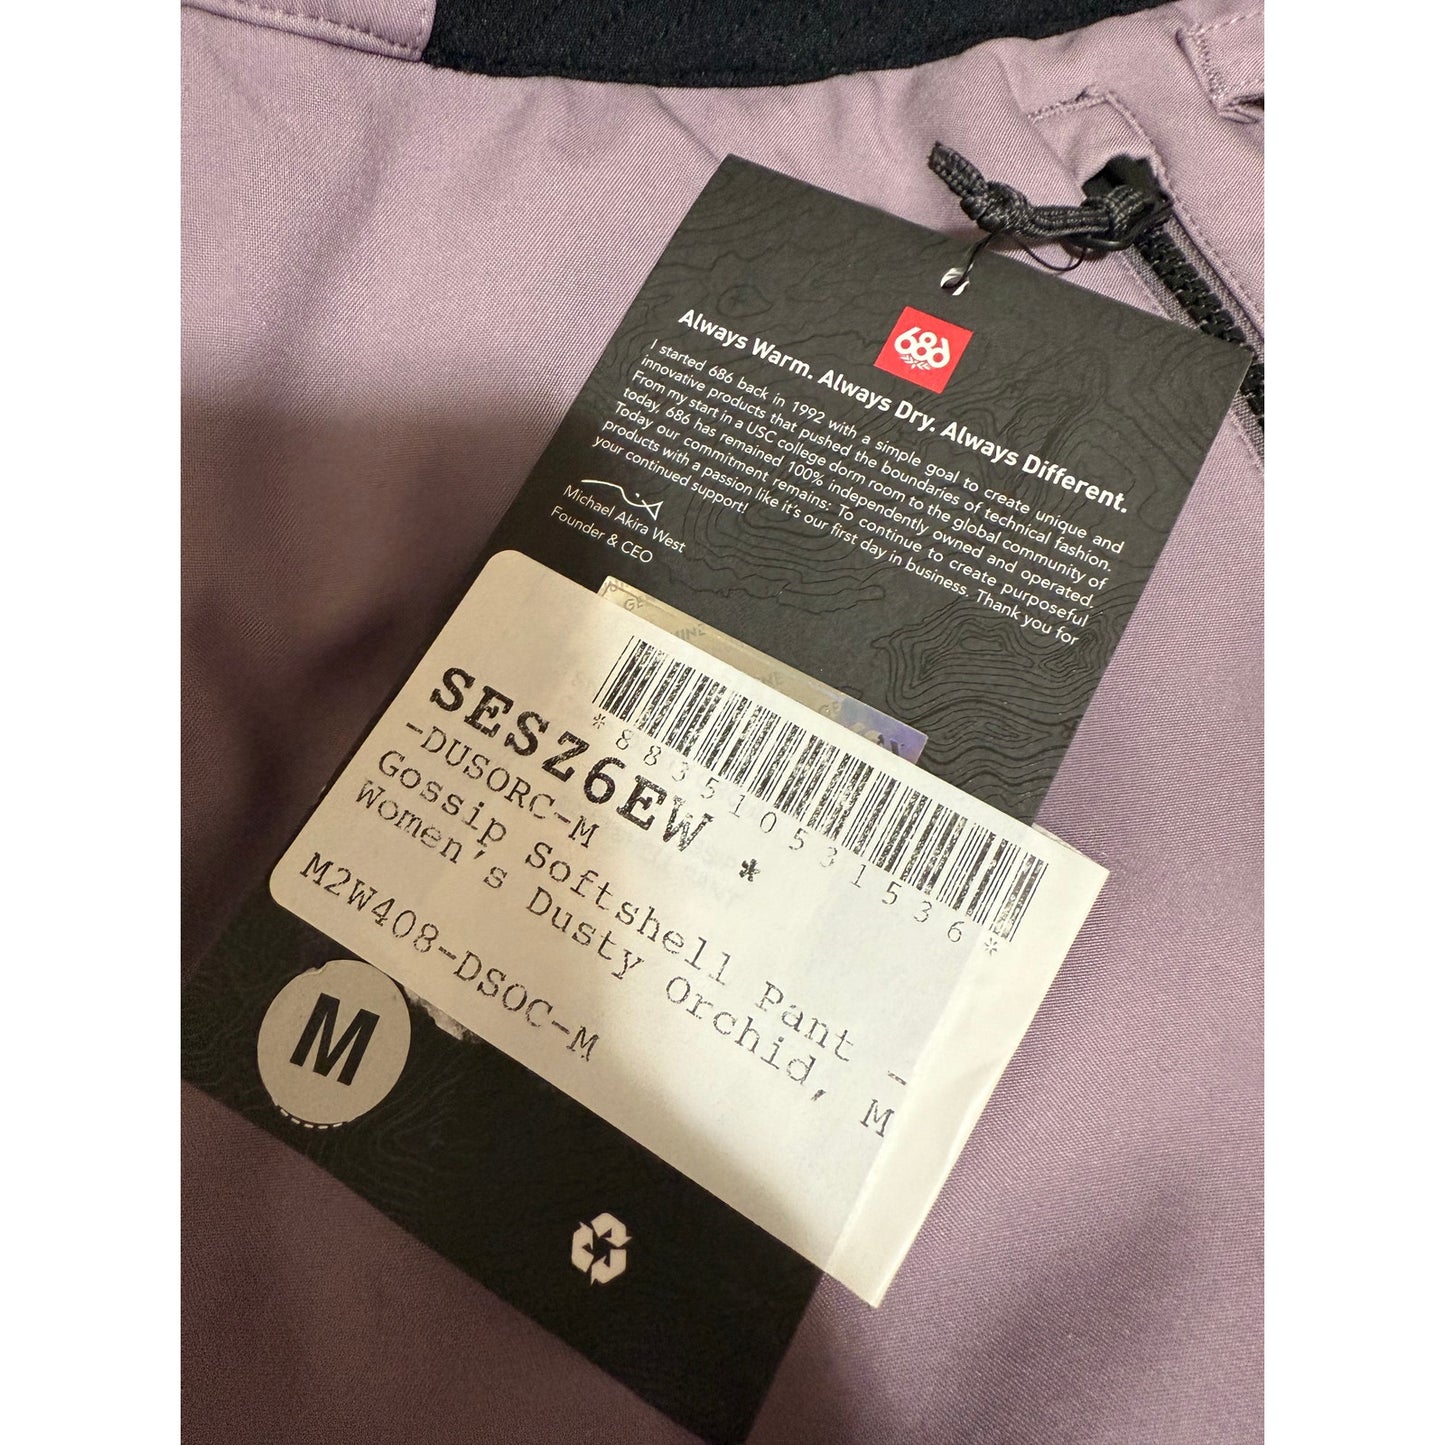 686
Always Warm. Always Dry. Always Different.
I started 686 back in 1992 with a simple goal to create unique and
innovative products that pushed the boundaries of technical fashion.
From my start in a USC college dorm room to the global community of
today, 686 has remained 100% independently owned and operated.
Today our commitment remains: To continue to create purposeful
products with a passion like it's our first day in business. Thank you for
your continued support!
Michael Akira West
Founder & CEO
*883510531536*
SESZ6EW *
-DUSORC-M
Gossip Softshell Pant -
Women's Dusty Orchid, M
M2W408-DSOC-M
M